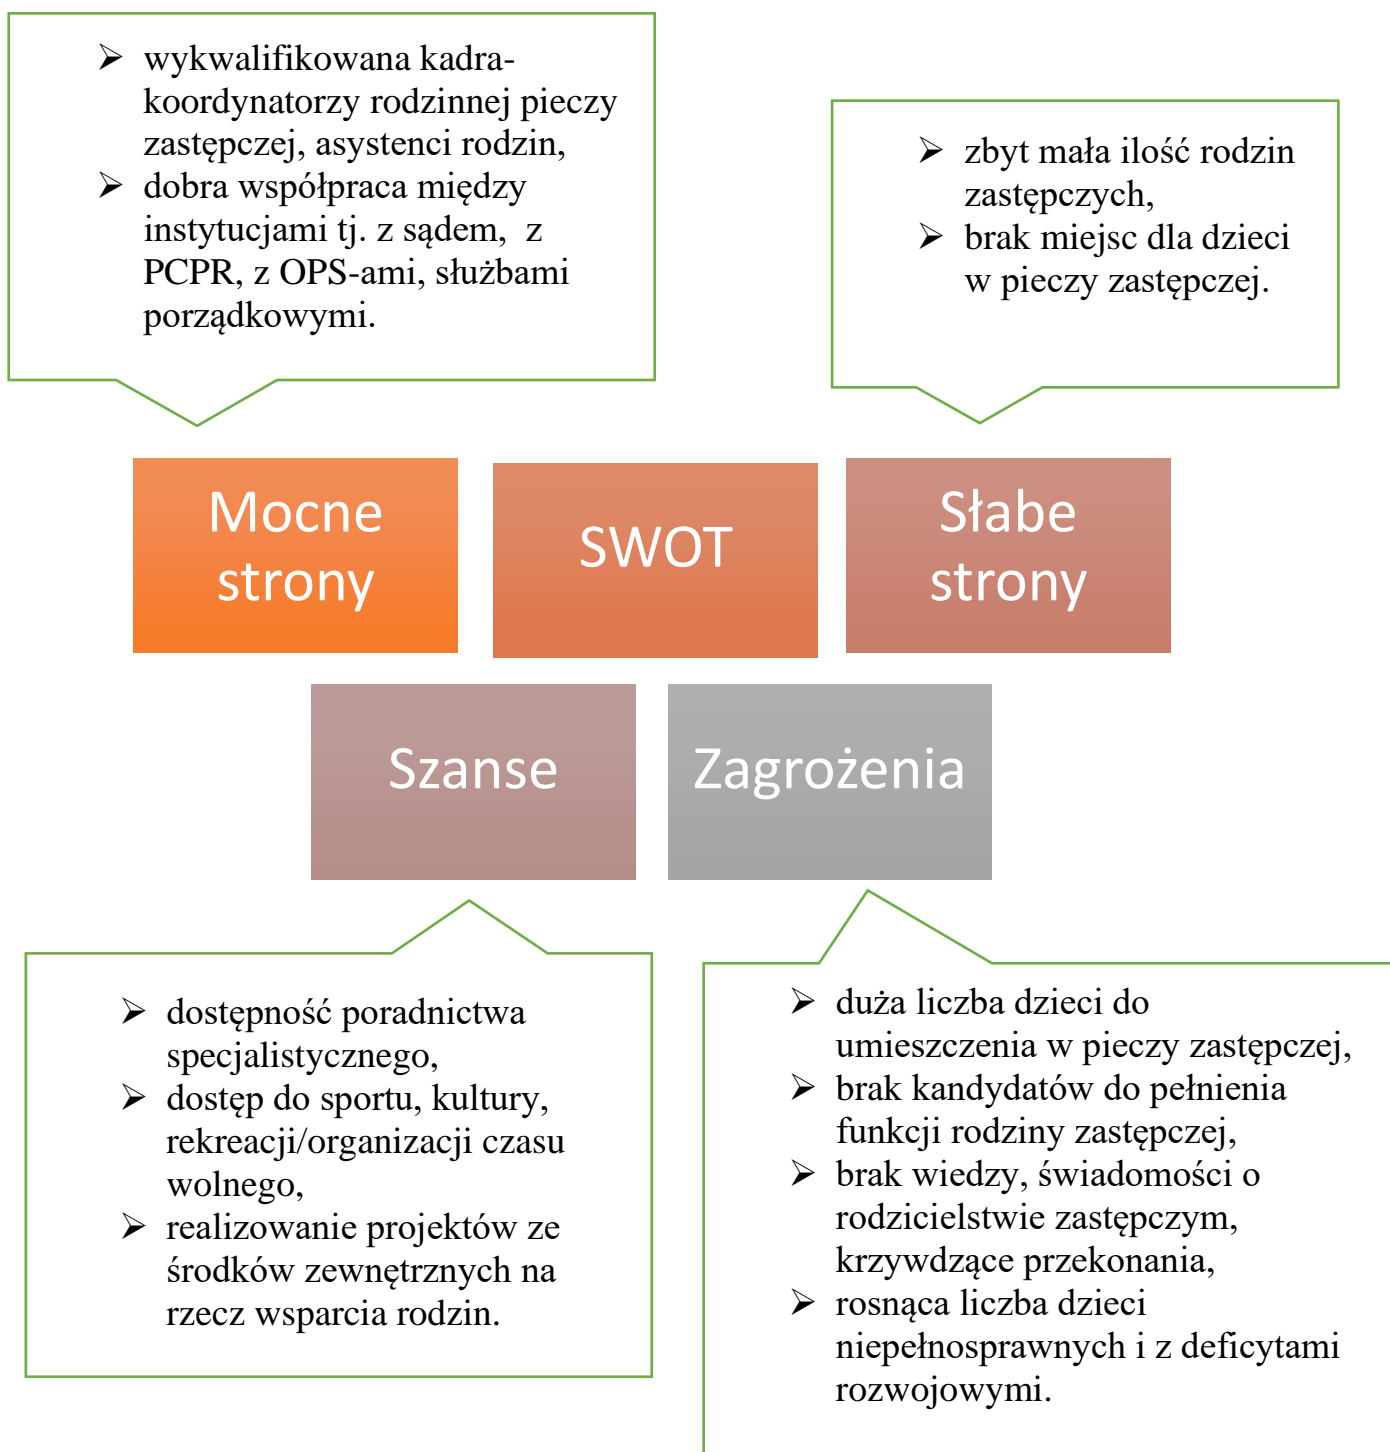 ➢ wykwalifikowana kadra-
koordynatorzy rodzinnej pieczy
zastępczej, asystenci rodzin,
➢ dobra współpraca między
instytucjami tj. z sądem, z
PCPR, z OPS-ami, służbami
porządkowymi.
➢ zbyt mała ilość rodzin
zastępczych,
➢ brak miejsc dla dzieci
w pieczy zastępczej.
Mocne
strony
SWOT
Słabe
strony
Szanse
Zagrożenia
➢ dostępność poradnictwa
specjalistycznego,
➢ dostęp do sportu, kultury,
rekreacji/organizacji czasu
wolnego,
➢ realizowanie projektów ze
środków zewnętrznych na
rzecz wsparcia rodzin.
➢ duża liczba dzieci do
umieszczenia w pieczy zastępczej,
➢ brak kandydatów do pełnienia
funkcji rodziny zastępczej,
➢ brak wiedzy, świadomości o
rodzicielstwie zastępczym,
krzywdzące przekonania,
➢ rosnąca liczba dzieci
niepełnosprawnych i z deficytami
rozwojowymi.